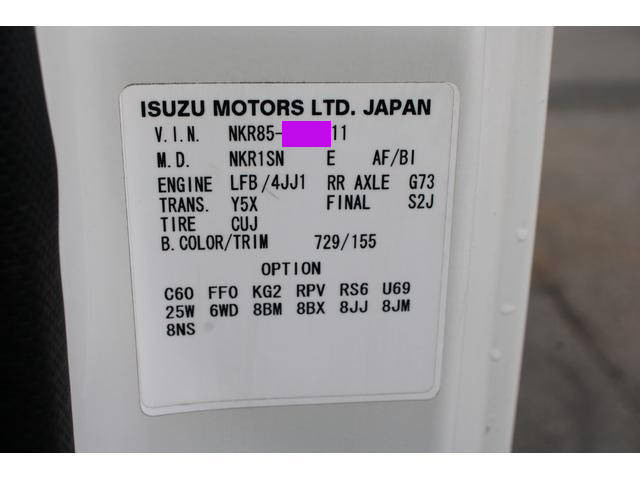 ISUZU MOTORS LTD. JAPAN
V.I.N. NKR85- 11
M.D. NKR1SN E AF/BI
ENGINE LFB/4JJ1 RR AXLE G73
TRANS. Y5X FINAL S2J
TIRE CUJ
B.COLOR/TRIM 729/155
OPTION
C60 FF0 KG2 RPV RS6 U69
25W 6WD 8BM 8BX 8JJ 8JM
8NS